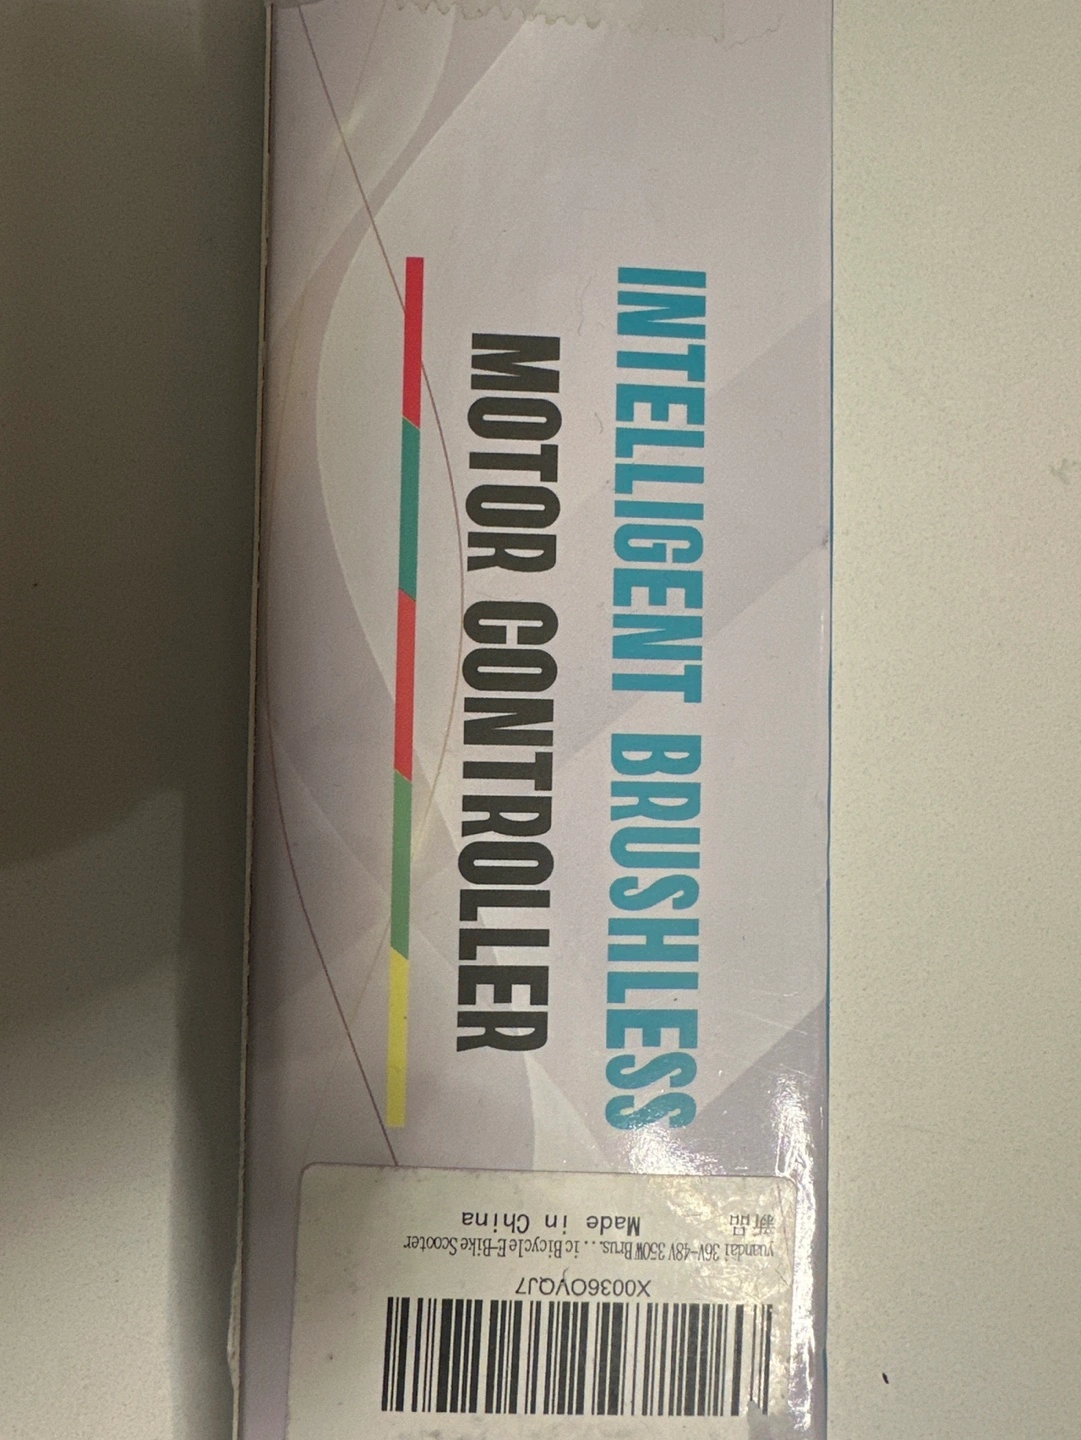 INTELLIGENT BRUSHLESS
MOTOR CONTROLLER
X0036OVQJ7
yuandai 36V-48V 350W Brus... ic Bicycle E-Bike Scooter
新品
Made in China